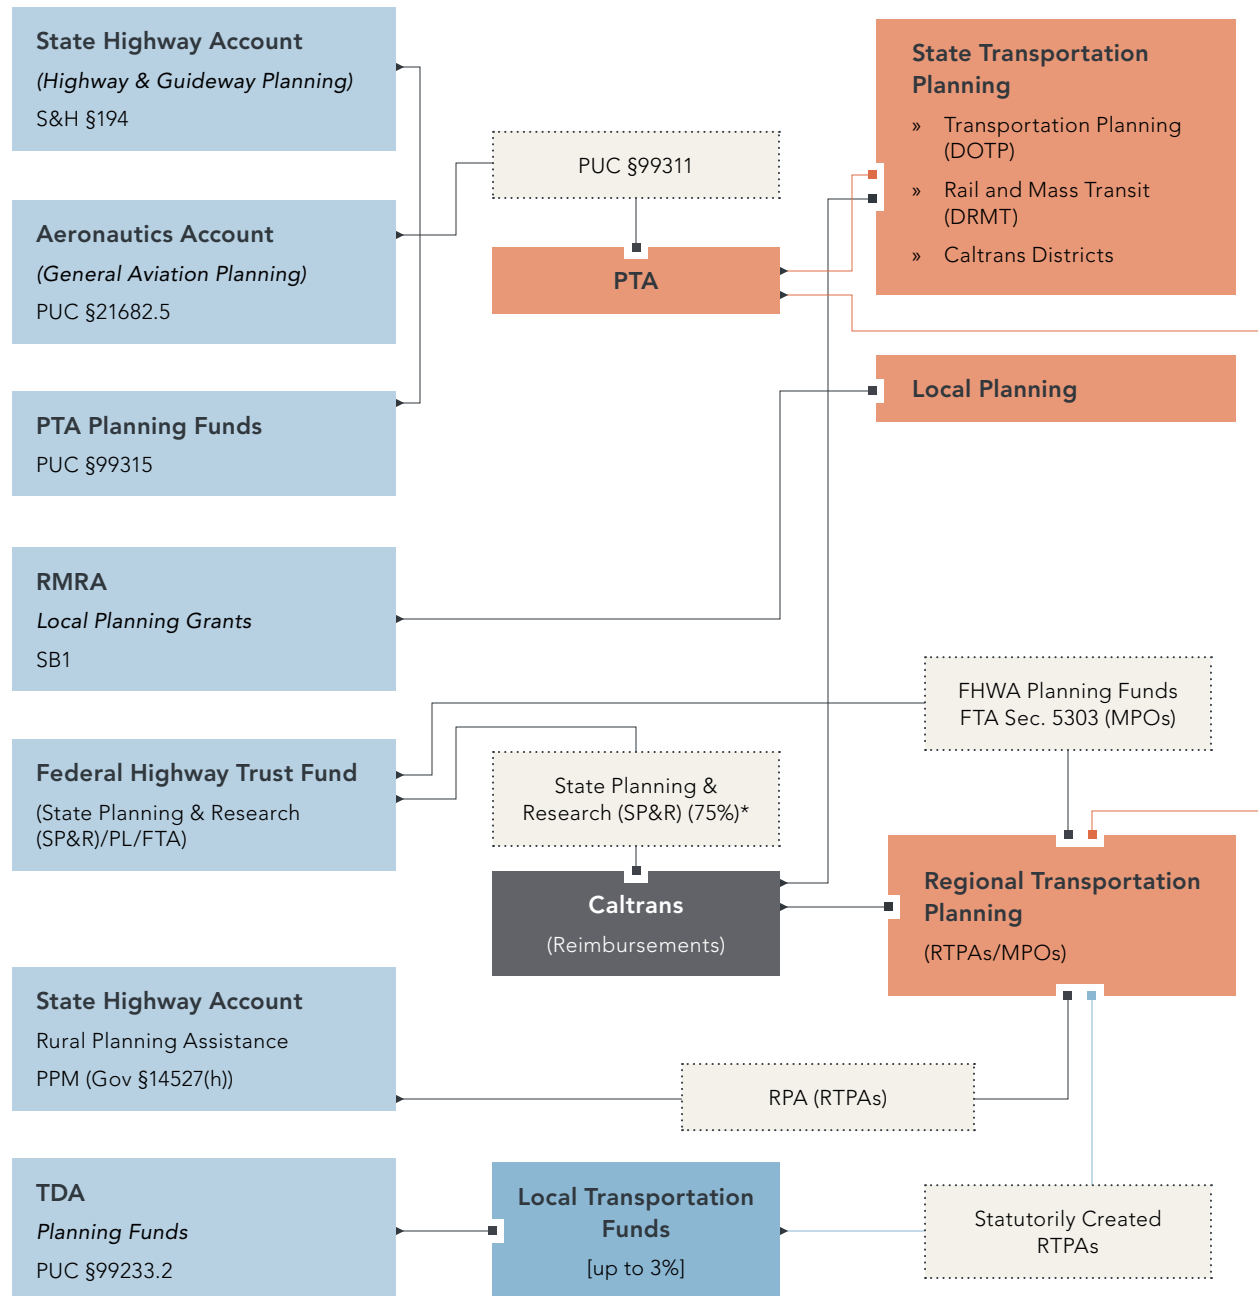 State Highway Account
(Highway & Guideway Planning)
S&H §194
Aeronautics Account
(General Aviation Planning)
PUC §21682.5
PTA Planning Funds
PUC §99315
RMRA
Local Planning Grants
SB1
Federal Highway Trust Fund
(State Planning & Research
(SP&R)/PL/FTA)
State Highway Account
Rural Planning Assistance
PPM (Gov §14527(h))
TDA
Planning Funds
PUC §99233.2
PUC §99311
PTA
State Planning &
Research (SP&R) (75%)*
Caltrans
(Reimbursements)
RPA (RTPAs)
Local Transportation
Funds
[up to 3%]
State Transportation
Planning
» Transportation Planning
(DOTP)
» Rail and Mass Transit
(DRMT)
» Caltrans Districts
Local Planning
FHWA Planning Funds
FTA Sec. 5303 (MPOs)
Regional Transportation
Planning
(RTPAs/MPOs)
Statutorily Created
RTPAs